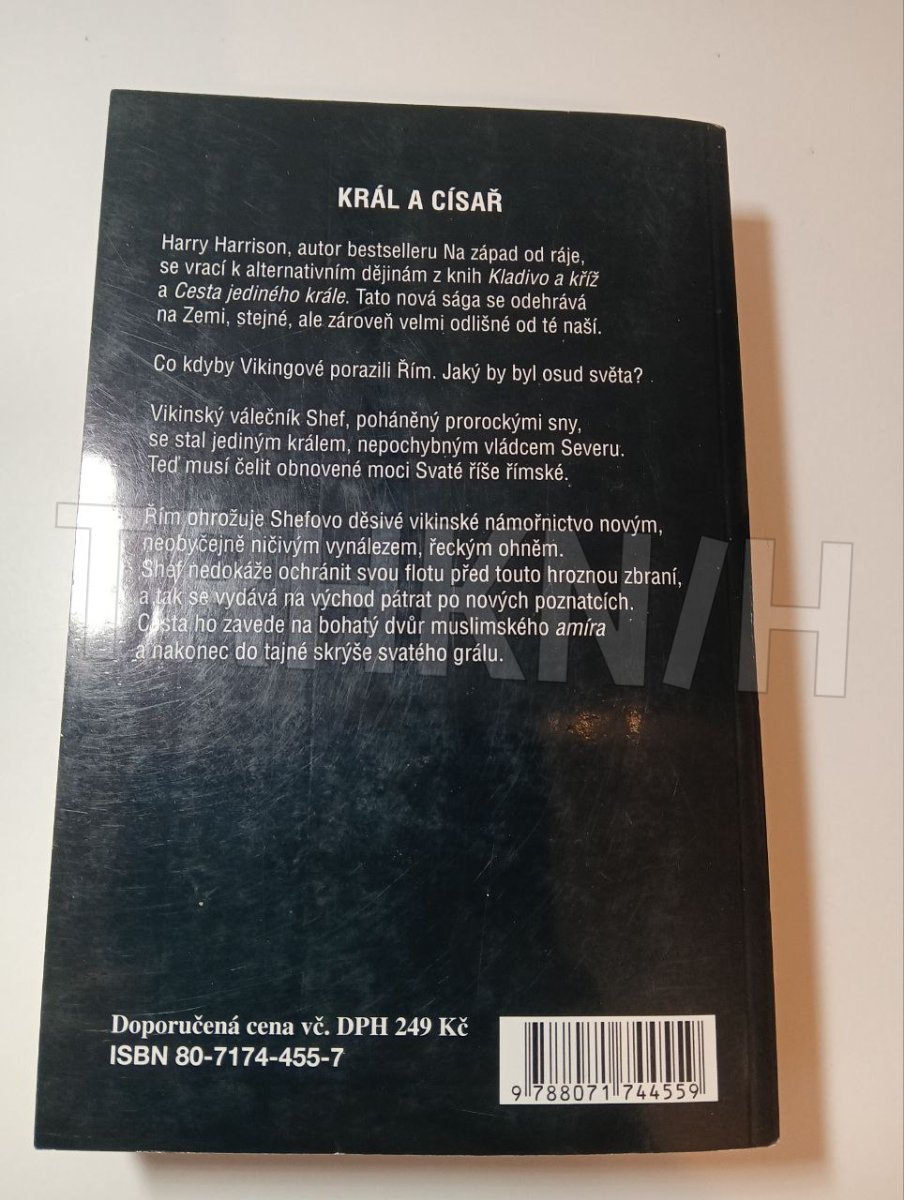 KRÁL A CÍSAŘ
Harry Harrison, autor bestselleru Na západ od ráje,
se vrací k alternativním dějinám z knih Kladivo a kříž
a Cesta jediného krále. Tato nová sága se odehrává
na Zemi, stejné, ale zároveň velmi odlišné od té naší.
Co kdyby Vikingové porazili Řím. Jaký by byl osud světa?
Vikinský válečník Shef, poháněný prorockými sny,
se stal jediným králem, nepochybným vládcem Severu.
Teď musí čelit obnovené moci Svaté říše římské.
Řím ohrožuje Shefovo děsivé vikinské námořnictvo novým,
neobyčejně ničivým vynálezem, řeckým ohněm.
Shef nedokáže ochránit svou flotu před touto hroznou zbraní,
a tak se vydává na východ pátrat po nových poznatcích.
Cesta ho zavede na bohatý dvůr muslimského amíra
a nakonec do tajné skrýše svatého grálu.
Doporučená cena vč. DPH 249 Kč
ISBN 80-7174-455-7
9 788071 744559